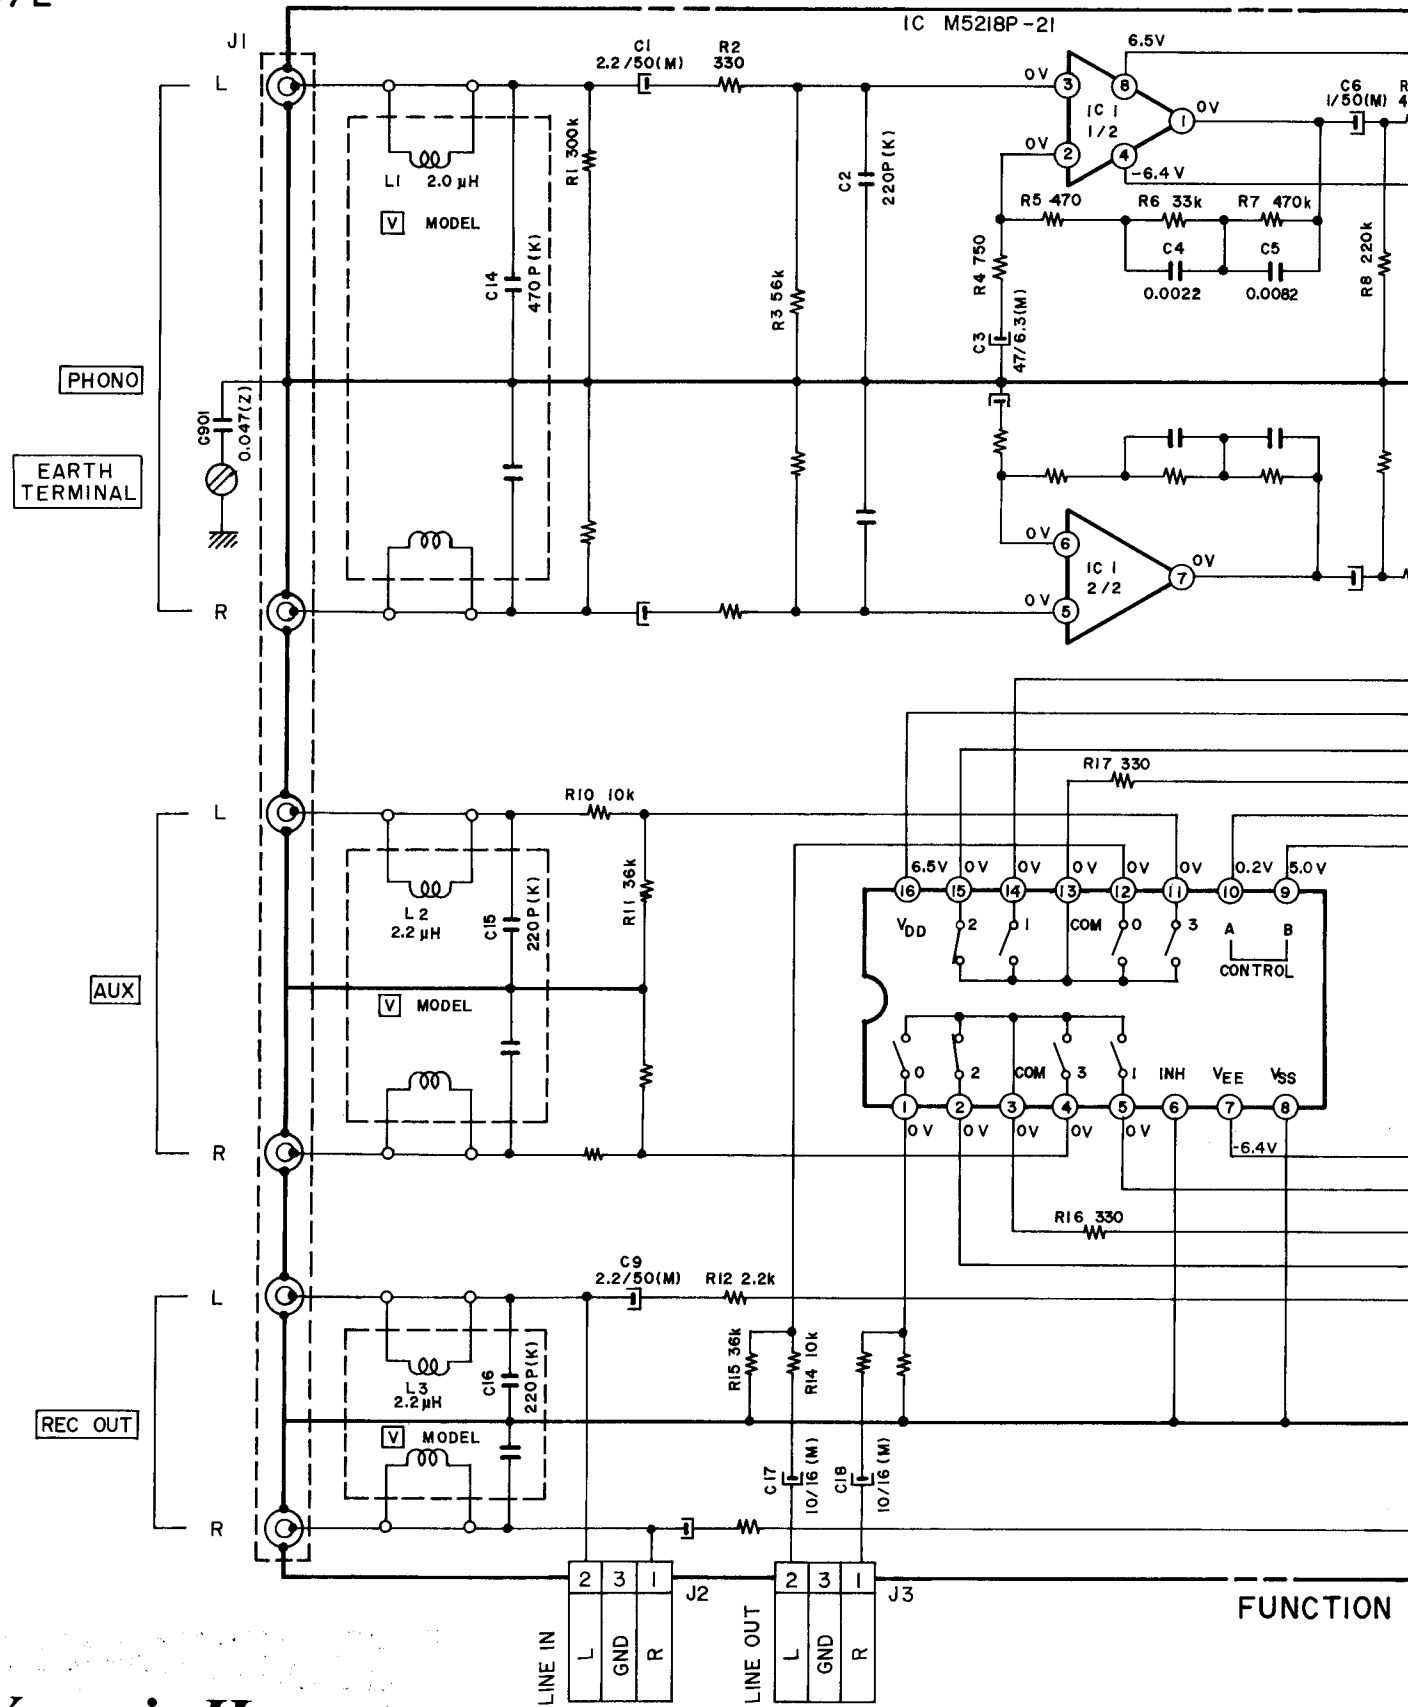 IC M5218P-21
J1
L
C1
2.2/50(M)
R2
330
6.5V
0V
3
8
IC 1
1/2
1
0V
C6
1/50(M)
R
4
0V
2
4
-6.4V
L1 2.0μH
V MODEL
R1 300k
C2
220P(K)
R5 470
R6 33k
R7 470k
C4
0.0022
C5
0.0082
R4 750
R8 220k
C14
470P(K)
R3 56k
C3
47/6.3(M)
PHONO
C901
0.047(Z)
EARTH
TERMINAL
0V
6
IC 1
2/2
7
0V
R
0V
5
R17 330
L
R10 10k
R11 36k
L2
2.2μH
C15
220P(K)
6.5V
0V
0V
0V
0V
0V
0.2V
5.0V
16
15
14
13
12
11
10
9
VDD
2
1
COM
0
3
A
B
CONTROL
AUX
V MODEL
0
2
COM
3
1
INH
VEE
VSS
1
2
3
4
5
6
7
8
0V
0V
0V
0V
0V
-6.4V
R
R16 330
C9
2.2/50(M)
R12 2.2k
L
R15 36k
R14 10k
L3
2.2μH
C16
220P(K)
REC OUT
V MODEL
C17
10/16(M)
C18
10/16(M)
R
2
3
1
J2
2
3
1
J3
FUNCTION
LINE IN
L
GND
R
LINE OUT
L
GND
R